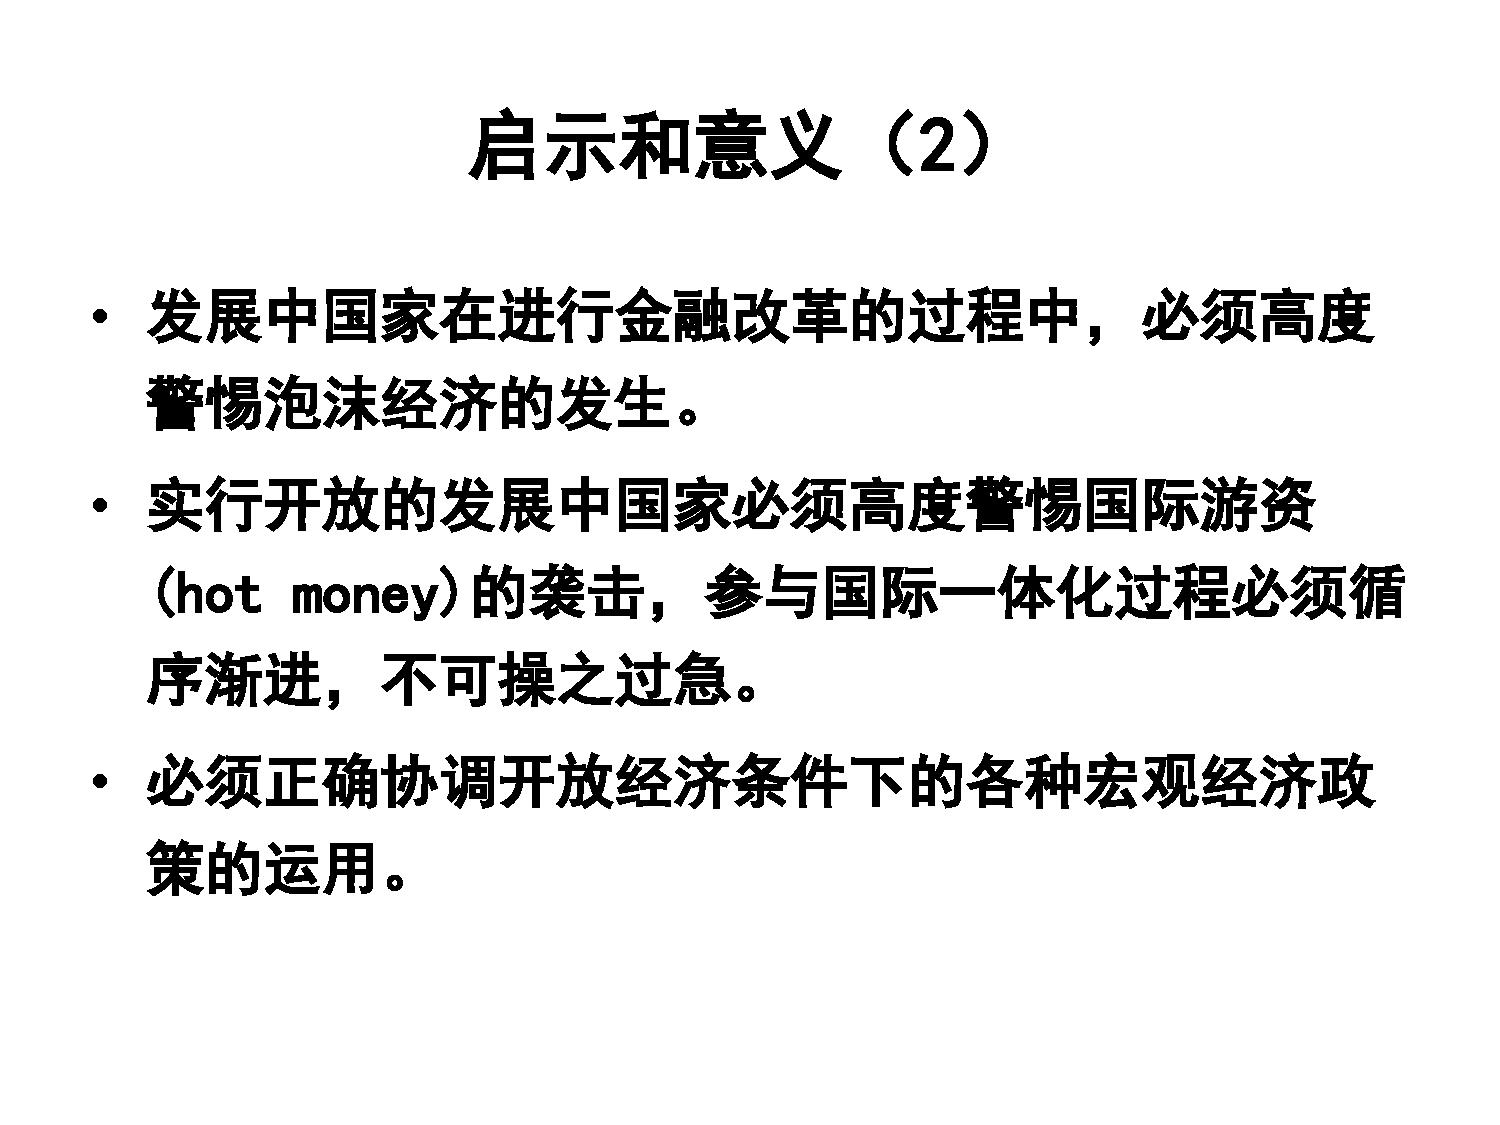 启示和意义（2）
• 发展中国家在进行金融改革的过程中，必须高度
警惕泡沫经济的发生。
• 实行开放的发展中国家必须高度警惕国际游资
(hot money)的袭击，参与国际一体化过程必须循
序渐进，不可操之过急。
• 必须正确协调开放经济条件下的各种宏观经济政
策的运用。